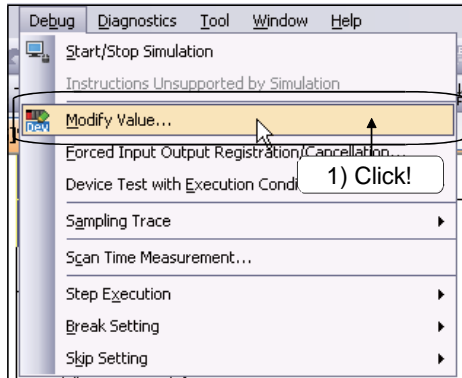 Debug Diagnostics Tool Window Help
Start/Stop Simulation
Instructions Unsupported by Simulation
Dev Modify Value...
Forced Input Output Registration/Cancellation...
Device Test with Execution Condi
1) Click!
Sampling Trace
Scan Time Measurement...
Step Execution
Break Setting
Skip Setting